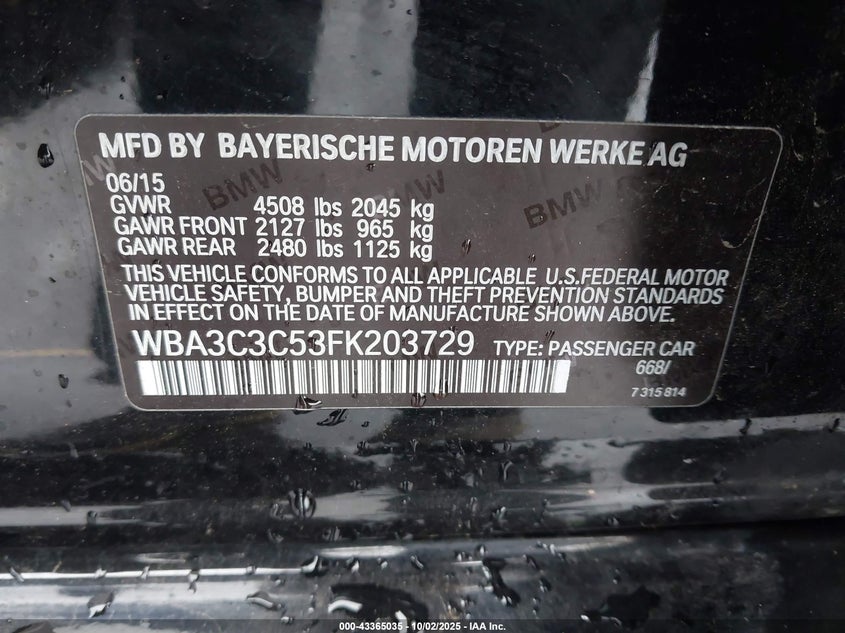 MFD BY BAYERISCHE MOTOREN WERKE AG
06/15
GVWR 4508 lbs 2045 kg
GAWR FRONT 2127 lbs 965 kg
GAWR REAR 2480 lbs 1125 kg
THIS VEHICLE CONFORMS TO ALL APPLICABLE U.S.FEDERAL MOTOR
VEHICLE SAFETY, BUMPER AND THEFT PREVENTION STANDARDS
IN EFFECT ON THE DATE OF MANUFACTURE SHOWN ABOVE.
WBA3C3C53FK203729 TYPE: PASSENGER CAR
668/
7 315 814
BMW
BMW
BMW
000-43365035 - 10/02/2025 - IAA Inc.